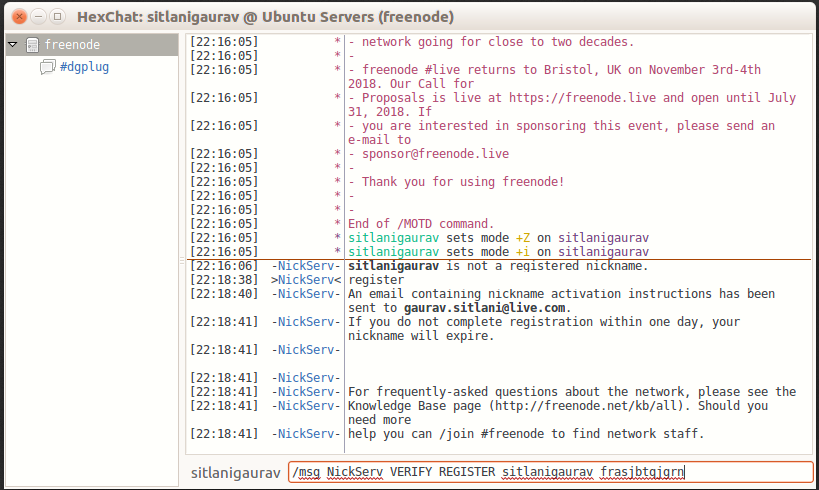 HexChat: sitlanigaurav @ Ubuntu Servers (freenode)
freenode
#dgplug
[22:16:05] * - network going for close to two decades.
[22:16:05] * -
[22:16:05] * - freenode #live returns to Bristol, UK on November 3rd-4th
2018. Our Call for
[22:16:05] * - Proposals is live at https://freenode.live and open until July
31, 2018. If
[22:16:05] * - you are interested in sponsoring this event, please send an
e-mail to
[22:16:05] * - sponsor@freenode.live
[22:16:05] * -
[22:16:05] * - Thank you for using freenode!
[22:16:05] * -
[22:16:05] * -
[22:16:05] * End of /MOTD command.
[22:16:05] * sitlanigaurav sets mode +Z on sitlanigaurav
[22:16:05] * sitlanigaurav sets mode +i on sitlanigaurav
[22:16:06] -NickServ- sitlanigaurav is not a registered nickname.
[22:18:38] >NickServ< register
[22:18:40] -NickServ- An email containing nickname activation instructions has been
sent to gaurav.sitlani@live.com.
[22:18:41] -NickServ- If you do not complete registration within one day, your
nickname will expire.
[22:18:41] -NickServ-
[22:18:41] -NickServ-
[22:18:41] -NickServ- For frequently-asked questions about the network, please see the
[22:18:41] -NickServ- Knowledge Base page (http://freenode.net/kb/all). Should you
need more
[22:18:41] -NickServ- help you can /join #freenode to find network staff.
sitlanigaurav /msg NickServ VERIFY REGISTER sitlanigaurav frasjbtqjgrn